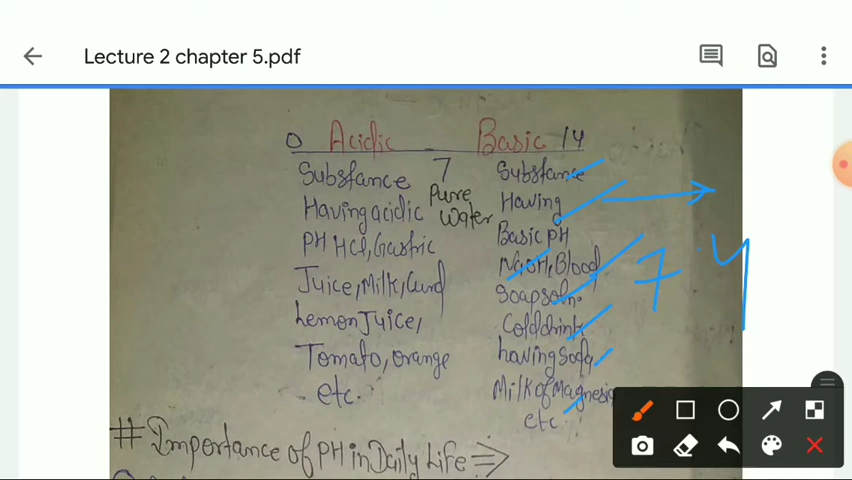 Lecture 2 chapter 5.pdf
0 Acidic - Basic 14
Substance
Having acidic
PH HCl, Gastric
Juice, Milk, Curd
Lemon Juice,
Tomato, orange
etc.
7
Pure
Water
Substance
Having
Basic PH
NaOH, Blood
Soap soln.
Cold drink
having Soda,
Milk of Magnesia
etc.
7.4
# Importance of PH in Daily Life ⇒